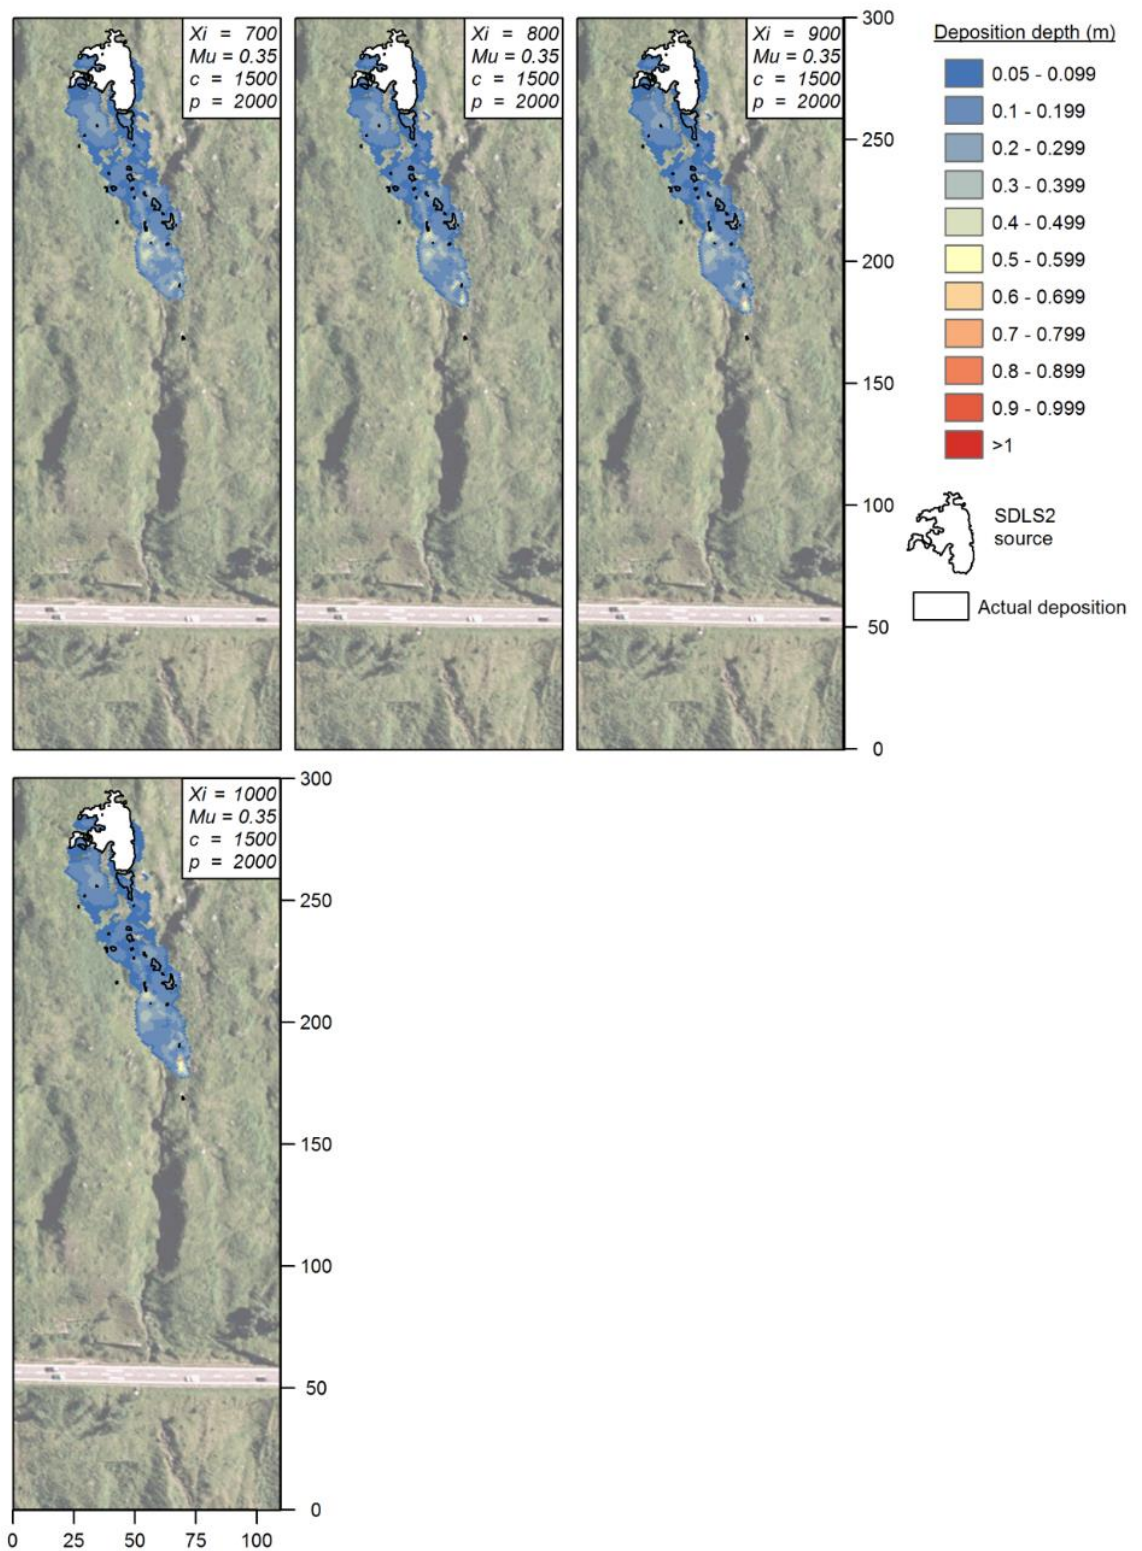 Xi = 700
Mu = 0.35
c = 1500
p = 2000
Xi = 800
Mu = 0.35
c = 1500
p = 2000
Xi = 900
Mu = 0.35
c = 1500
p = 2000
300
250
200
150
100
50
0
Deposition depth (m)
0.05 - 0.099
0.1 - 0.199
0.2 - 0.299
0.3 - 0.399
0.4 - 0.499
0.5 - 0.599
0.6 - 0.699
0.7 - 0.799
0.8 - 0.899
0.9 - 0.999
>1
SDLS2
source
Actual deposition
Xi = 1000
Mu = 0.35
c = 1500
p = 2000
300
250
200
150
100
50
0
0 25 50 75 100